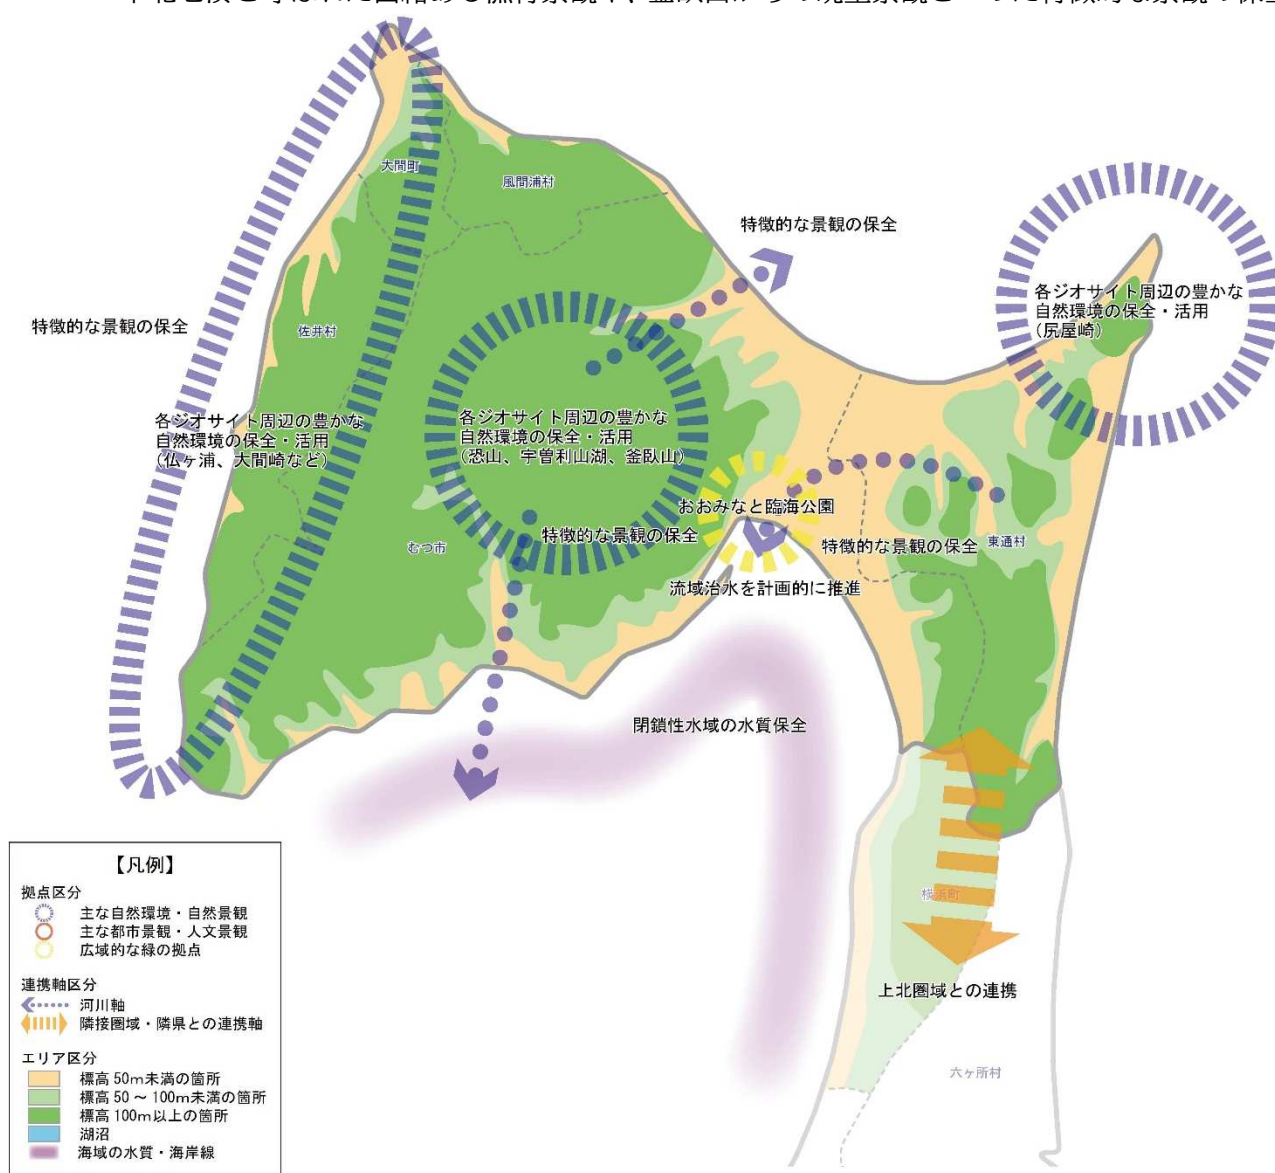 大間町
風間浦村
特徴的な景観の保全
各ジオサイト周辺の豊かな
自然環境の保全・活用
（尻屋崎）
特徴的な景観の保全
佐井村
各ジオサイト周辺の豊かな
自然環境の保全・活用
（仏ヶ浦、大間崎など）
各ジオサイト周辺の豊かな
自然環境の保全・活用
（恐山、宇曽利山湖、釜臥山）
おおみなと臨海公園
特徴的な景観の保全
むつ市
特徴的な景観の保全
東通村
流域治水を計画的に推進
閉鎖性水域の水質保全
横浜町
上北圏域との連携
六ヶ所村
【凡例】
拠点区分
主な自然環境・自然景観
主な都市景観・人文景観
広域的な緑の拠点
連携軸区分
河川軸
隣接圏域・隣県との連携軸
エリア区分
標高50m未満の箇所
標高50～100m未満の箇所
標高100m以上の箇所
湖沼
海域の水質・海岸線